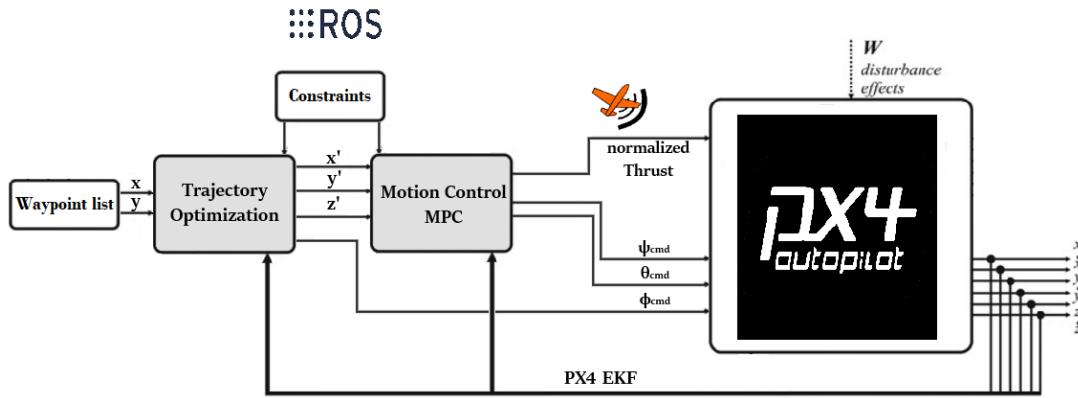 ROS
W
disturbance
effects
Constraints
normalized
Thrust
x'
y'
z'
Waypoint list
x
y
Trajectory
Optimization
Motion Control
MPC
ψcmd
θcmd
ϕcmd
px4
autopilot
PX4 EKF